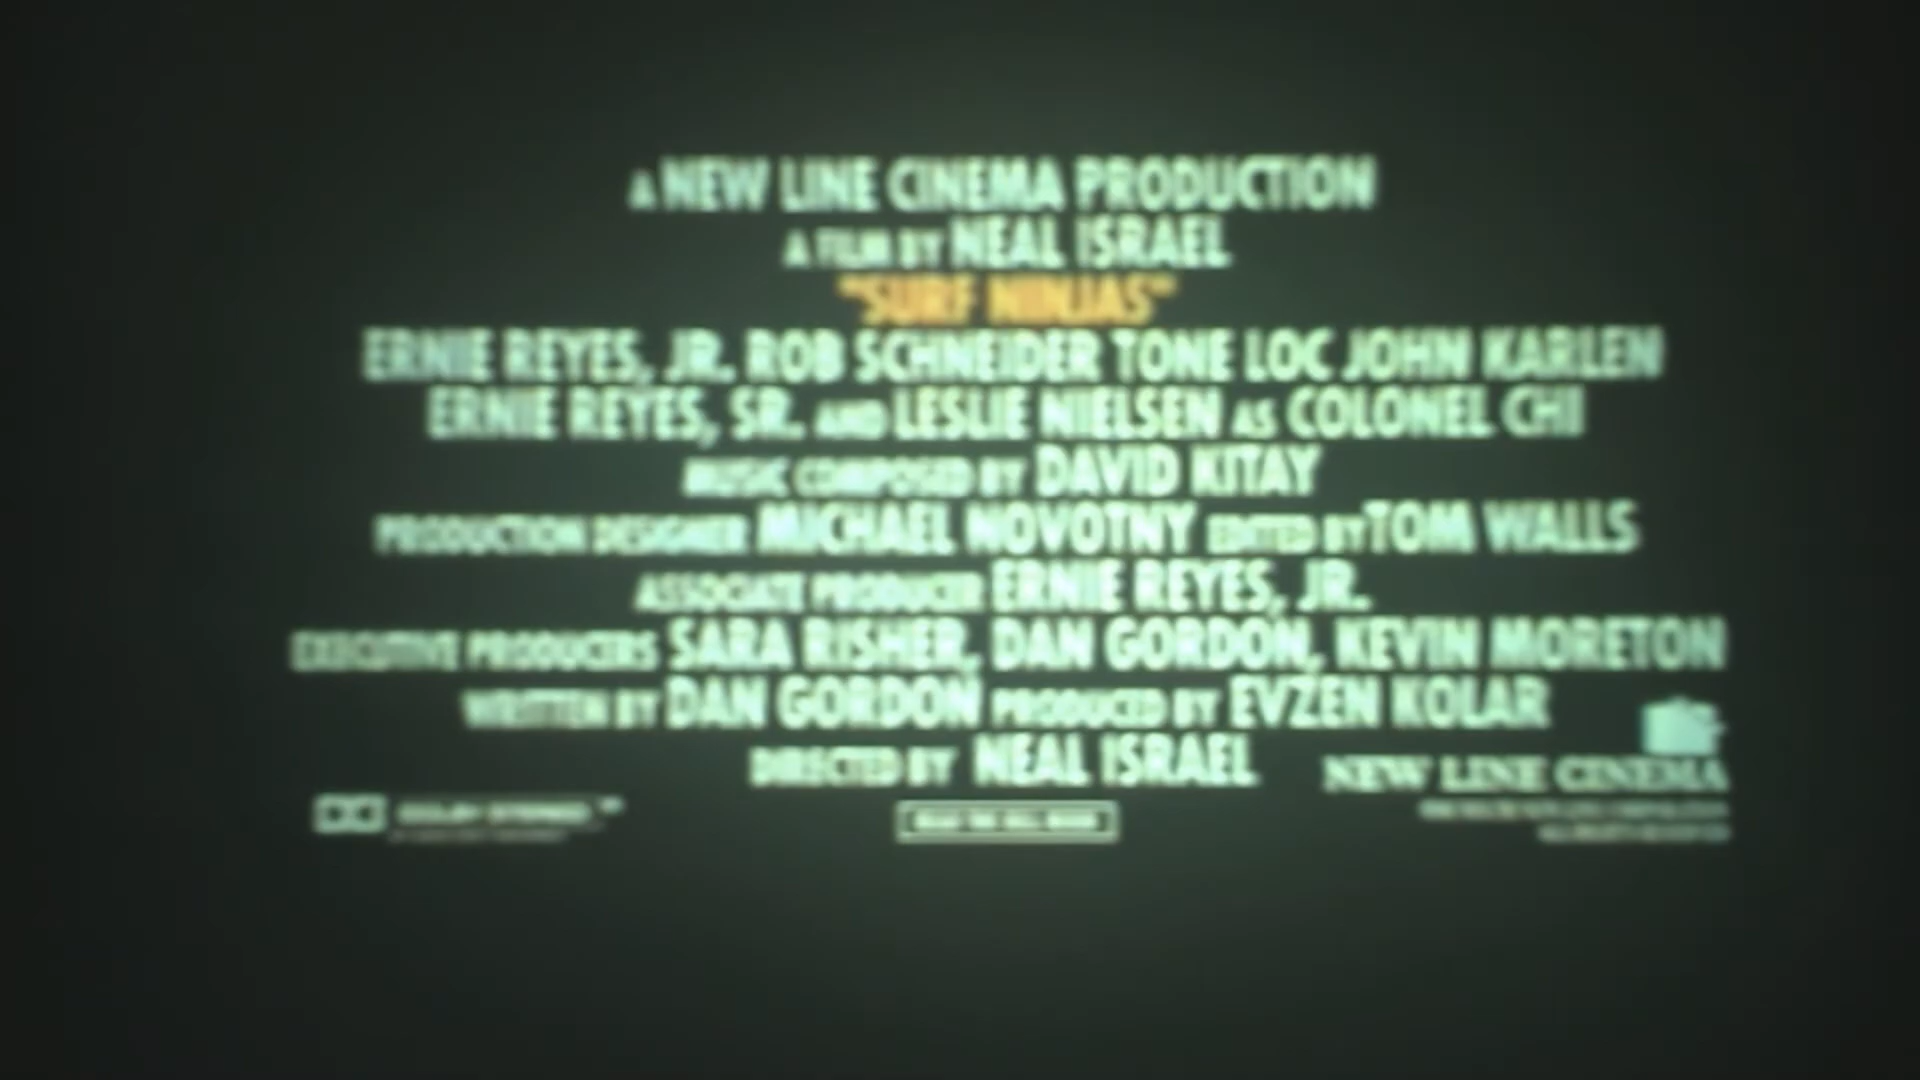 A NEW LINE CINEMA PRODUCTION
A FILM BY NEAL ISRAEL
"SURF NINJAS"
ERNIE REYES, JR. ROB SCHNEIDER TONE LOC JOHN KARLEN
ERNIE REYES, SR. AND LESLIE NIELSEN AS COLONEL CHI
MUSIC COMPOSED BY DAVID KITAY
PRODUCTION DESIGNER MICHAEL NOVOTNY EDITED BY TOM WALLS
ASSOCIATE PRODUCER ERNIE REYES, JR.
EXECUTIVE PRODUCERS SARA RISHER, DAN GORDON, KEVIN MORETON
WRITTEN BY DAN GORDON PRODUCED BY EVZEN KOLAR
DIRECTED BY NEAL ISRAEL
NEW LINE CINEMA
DOLBY STEREO